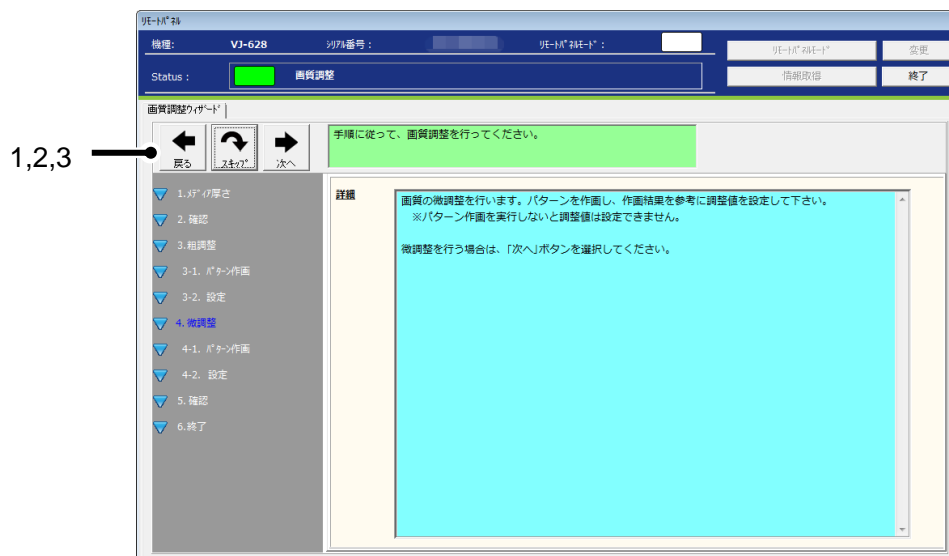 ﾘﾓｰﾄﾊﾟﾈﾙ
機種: VJ-628 ｼﾘｱﾙ番号： ﾘﾓｰﾄﾊﾟﾈﾙﾓｰﾄﾞ：
ﾘﾓｰﾄﾊﾟﾈﾙﾓｰﾄﾞ 変更
Status： 画質調整
情報取得 終了
画質調整ｳｨｻﾞｰﾄﾞ
1,2,3
戻る ｽｷｯﾌﾟ 次へ
手順に従って、画質調整を行ってください。
1.ﾒﾃﾞｨｱ厚さ
2. 確認
3.粗調整
3-1. ﾊﾟﾀｰﾝ作画
3-2. 設定
4. 微調整
4-1. ﾊﾟﾀｰﾝ作画
4-2. 設定
5. 確認
6.終了
詳細
画質の微調整を行います。パターンを作画し、作画結果を参考に調整値を設定して下さい。
※パターン作画を実行しないと調整値は設定できません。
微調整を行う場合は、「次へ」ボタンを選択してください。